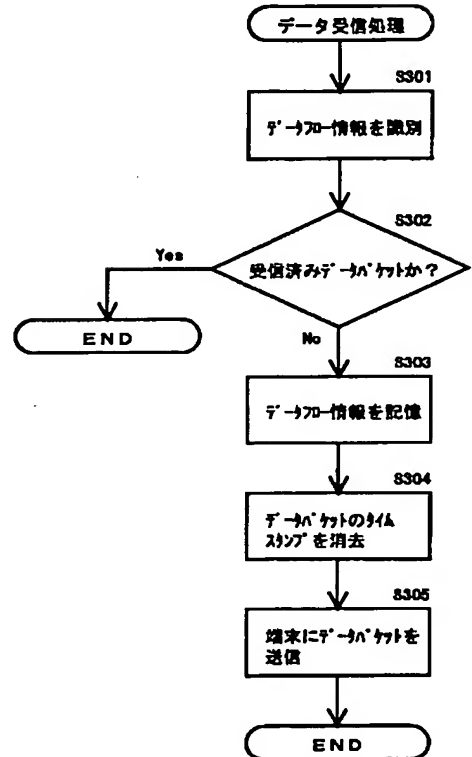 データ受信処理
S301
データフロー情報を識別
S302
受信済みデータパケットか？
Yes
END
No
S303
データフロー情報を記憶
S304
データパケットのタイム
スタンプを消去
S305
端末にデータパケットを
送信
END